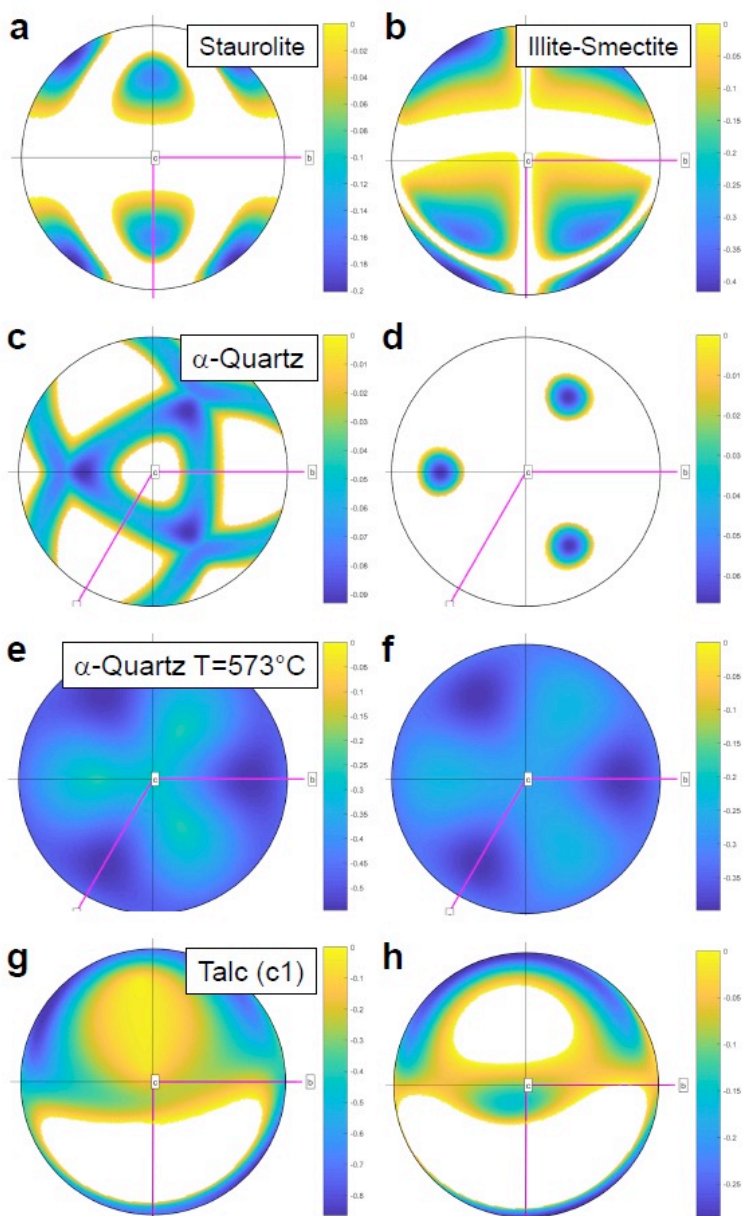 a
Staurolite
0
-0.02
-0.04
-0.06
-0.08
-0.1
-0.12
-0.14
-0.16
-0.18
-0.2
c
b
b
Illite-Smectite
0
-0.05
-0.1
-0.15
-0.2
-0.25
-0.3
-0.35
-0.4
c
b
c
α-Quartz
0
-0.01
-0.02
-0.03
-0.04
-0.05
-0.06
-0.07
-0.08
-0.09
c
b
d
0
-0.01
-0.02
-0.03
-0.04
-0.05
-0.06
c
b
e
α-Quartz T=573°C
0
-0.05
-0.1
-0.15
-0.2
-0.25
-0.3
-0.35
-0.4
-0.45
-0.5
c
b
f
0
-0.05
-0.1
-0.15
-0.2
-0.25
-0.3
-0.35
c
b
g
Talc (c1)
0
-0.1
-0.2
-0.3
-0.4
-0.5
-0.6
-0.7
-0.8
c
b
h
0
-0.05
-0.1
-0.15
-0.2
-0.25
c
b